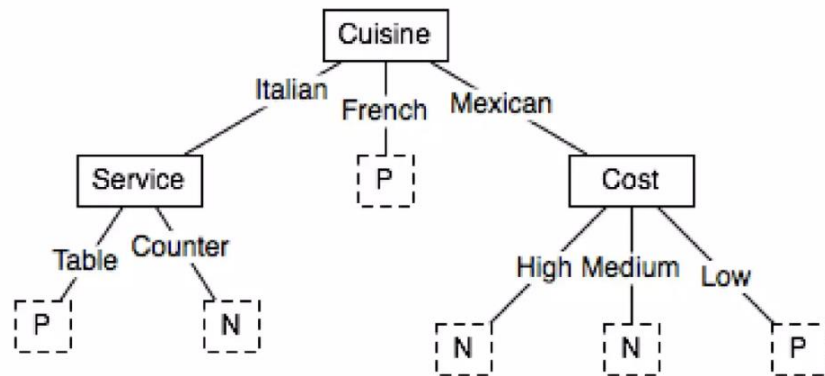 Cuisine
Italian
French
Mexican
Service
P
Cost
Table
Counter
High
Medium
Low
P
N
N
N
P